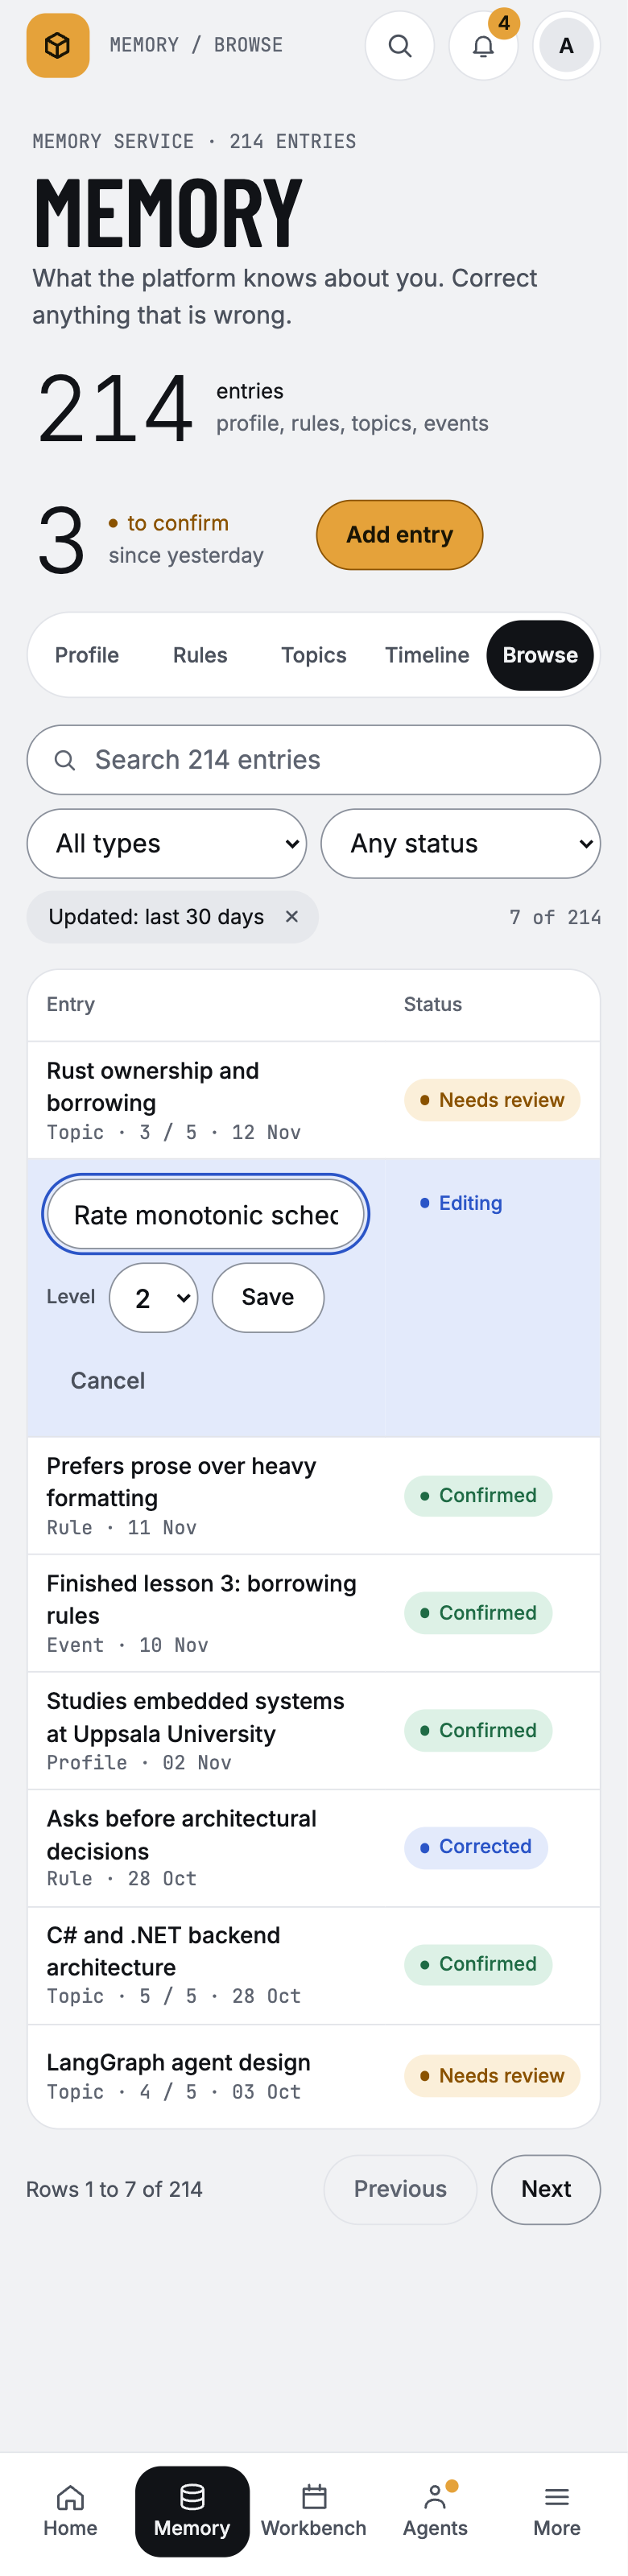 MEMORY / BROWSE
4
A
MEMORY SERVICE · 214 ENTRIES
MEMORY
What the platform knows about you. Correct
anything that is wrong.
214
entries
profile, rules, topics, events
3
to confirm
since yesterday
Add entry
Profile
Rules
Topics
Timeline
Browse
Search 214 entries
All types
Any status
Updated: last 30 days ×
7 of 214
Entry
Status
Rust ownership and
borrowing
Topic · 3 / 5 · 12 Nov
Needs review
Rate monotonic sched
Editing
Level
2
Save
Cancel
Prefers prose over heavy
formatting
Rule · 11 Nov
Confirmed
Finished lesson 3: borrowing
rules
Event · 10 Nov
Confirmed
Studies embedded systems
at Uppsala University
Profile · 02 Nov
Confirmed
Asks before architectural
decisions
Rule · 28 Oct
Corrected
C# and .NET backend
architecture
Topic · 5 / 5 · 28 Oct
Confirmed
LangGraph agent design
Topic · 4 / 5 · 03 Oct
Needs review
Rows 1 to 7 of 214
Previous
Next
Home
Memory
Workbench
Agents
More